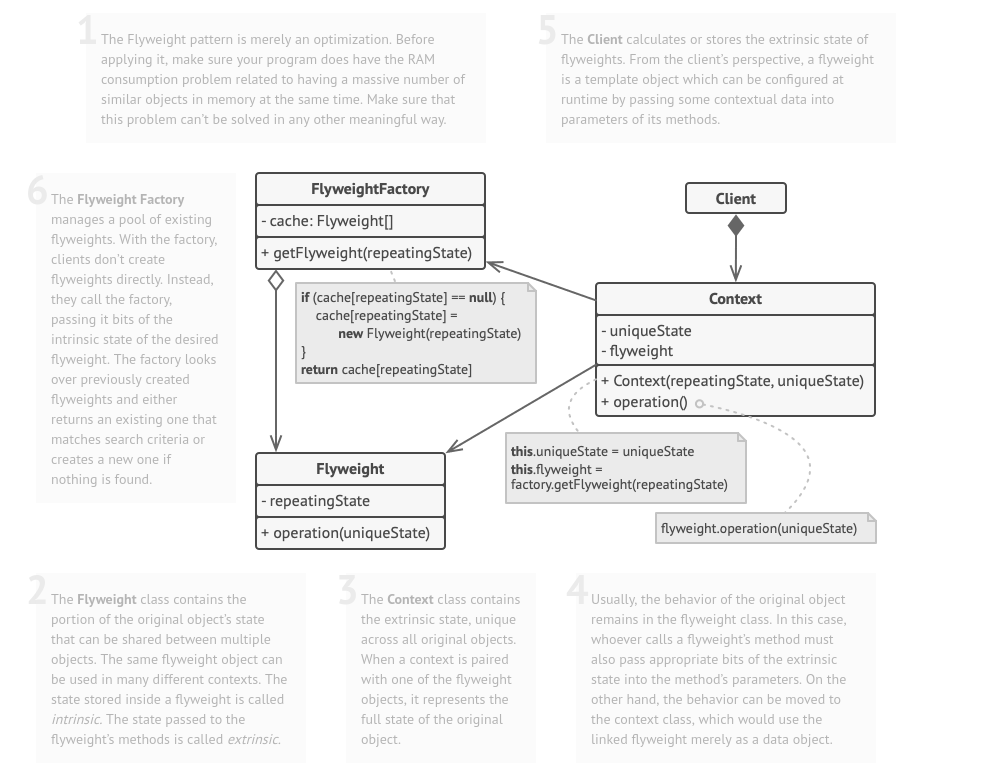 1
The Flyweight pattern is merely an optimization. Before
applying it, make sure your program does have the RAM
consumption problem related to having a massive number of
similar objects in memory at the same time. Make sure that
this problem can't be solved in any other meaningful way.
5
The Client calculates or stores the extrinsic state of
flyweights. From the client's perspective, a flyweight
is a template object which can be configured at
runtime by passing some contextual data into
parameters of its methods.
6
The Flyweight Factory
manages a pool of existing
flyweights. With the factory,
clients don't create
flyweights directly. Instead,
they call the factory,
passing it bits of the
intrinsic state of the desired
flyweight. The factory looks
over previously created
flyweights and either
returns an existing one that
matches search criteria or
creates a new one if
nothing is found.
FlyweightFactory
- cache: Flyweight[]
+ getFlyweight(repeatingState)
if (cache[repeatingState] == null) {
cache[repeatingState] =
new Flyweight(repeatingState)
}
return cache[repeatingState]
Client
Context
- uniqueState
- flyweight
+ Context(repeatingState, uniqueState)
+ operation()
this.uniqueState = uniqueState
this.flyweight =
factory.getFlyweight(repeatingState)
flyweight.operation(uniqueState)
Flyweight
- repeatingState
+ operation(uniqueState)
2
The Flyweight class contains the
portion of the original object's state
that can be shared between multiple
objects. The same flyweight object can
be used in many different contexts. The
state stored inside a flyweight is called
intrinsic. The state passed to the
flyweight's methods is called extrinsic.
3
The Context class contains
the extrinsic state, unique
across all original objects.
When a context is paired
with one of the flyweight
objects, it represents the
full state of the original
object.
4
Usually, the behavior of the original object
remains in the flyweight class. In this case,
whoever calls a flyweight's method must
also pass appropriate bits of the extrinsic
state into the method's parameters. On the
other hand, the behavior can be moved to
the context class, which would use the
linked flyweight merely as a data object.